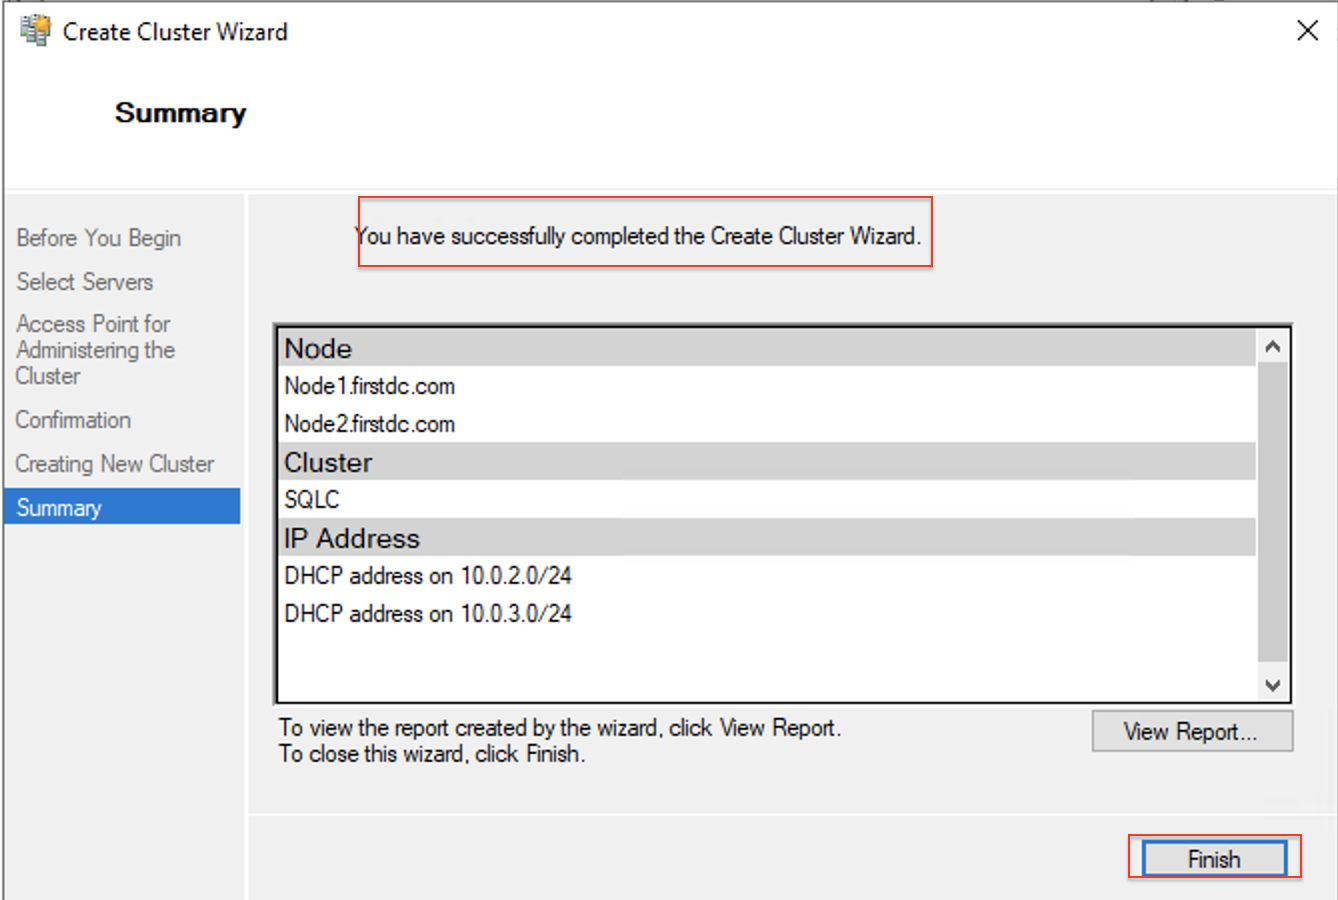 Create Cluster Wizard
Summary
Before You Begin
Select Servers
Access Point for
Administering the
Cluster
Confirmation
Creating New Cluster
Summary
You have successfully completed the Create Cluster Wizard.
Node
Node1.firstdc.com
Node2.firstdc.com
Cluster
SQLC
IP Address
DHCP address on 10.0.2.0/24
DHCP address on 10.0.3.0/24
To view the report created by the wizard, click View Report.
To close this wizard, click Finish.
View Report...
Finish